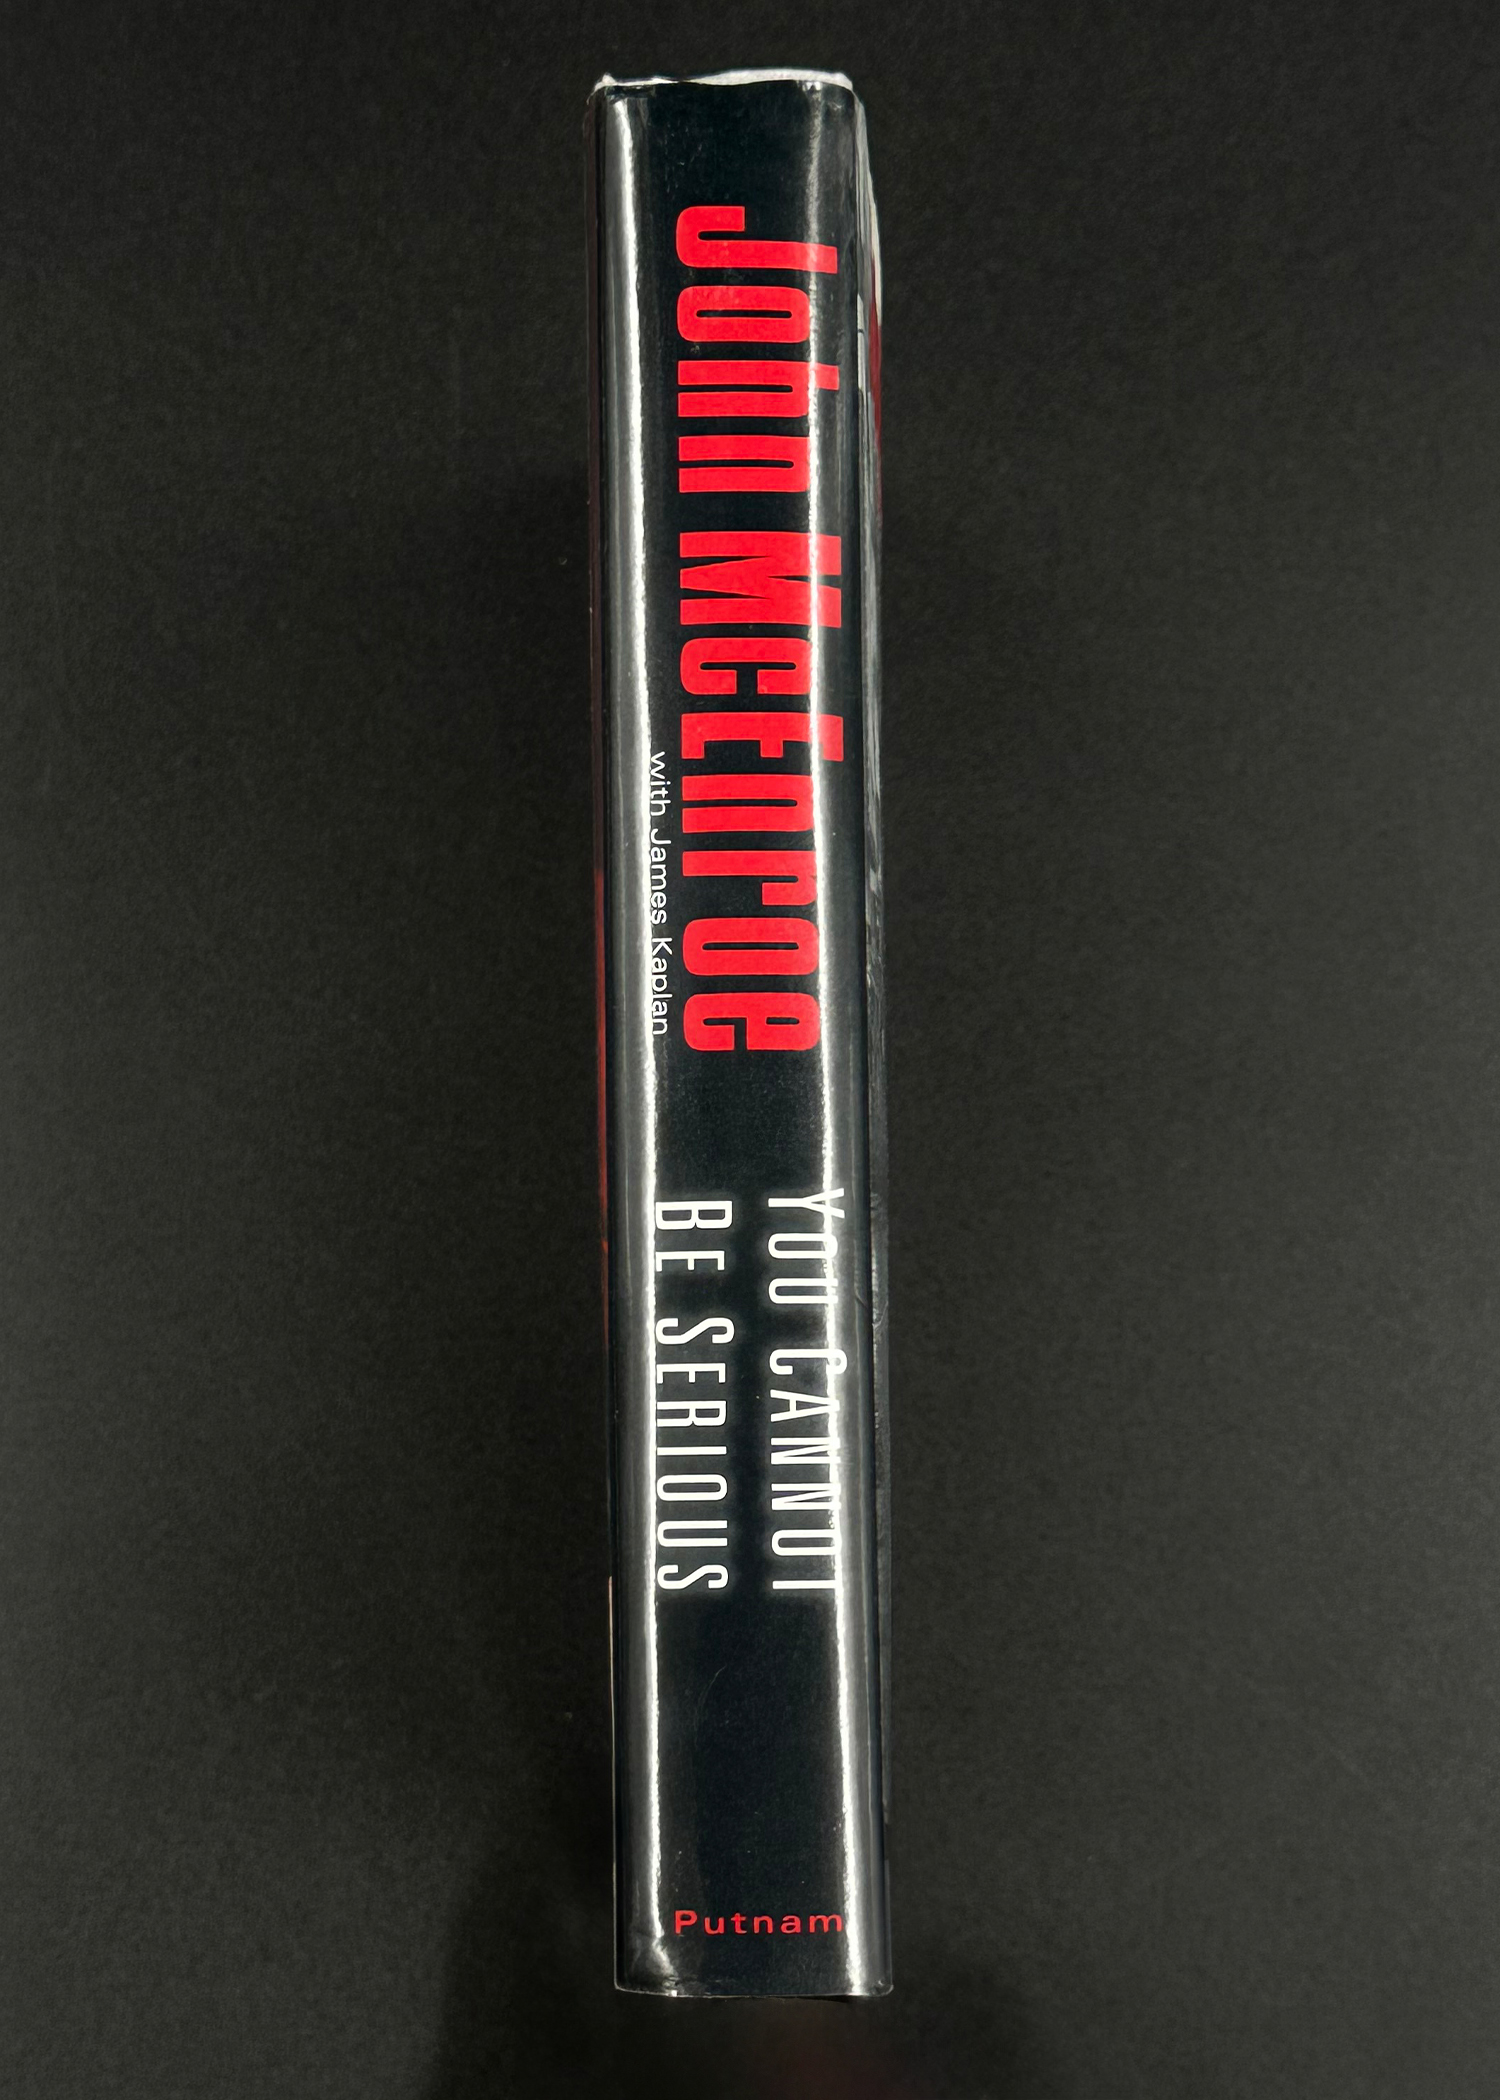 John McEnroe
with James Kaplan
YOU CANNOT
BE SERIOUS
Putnam